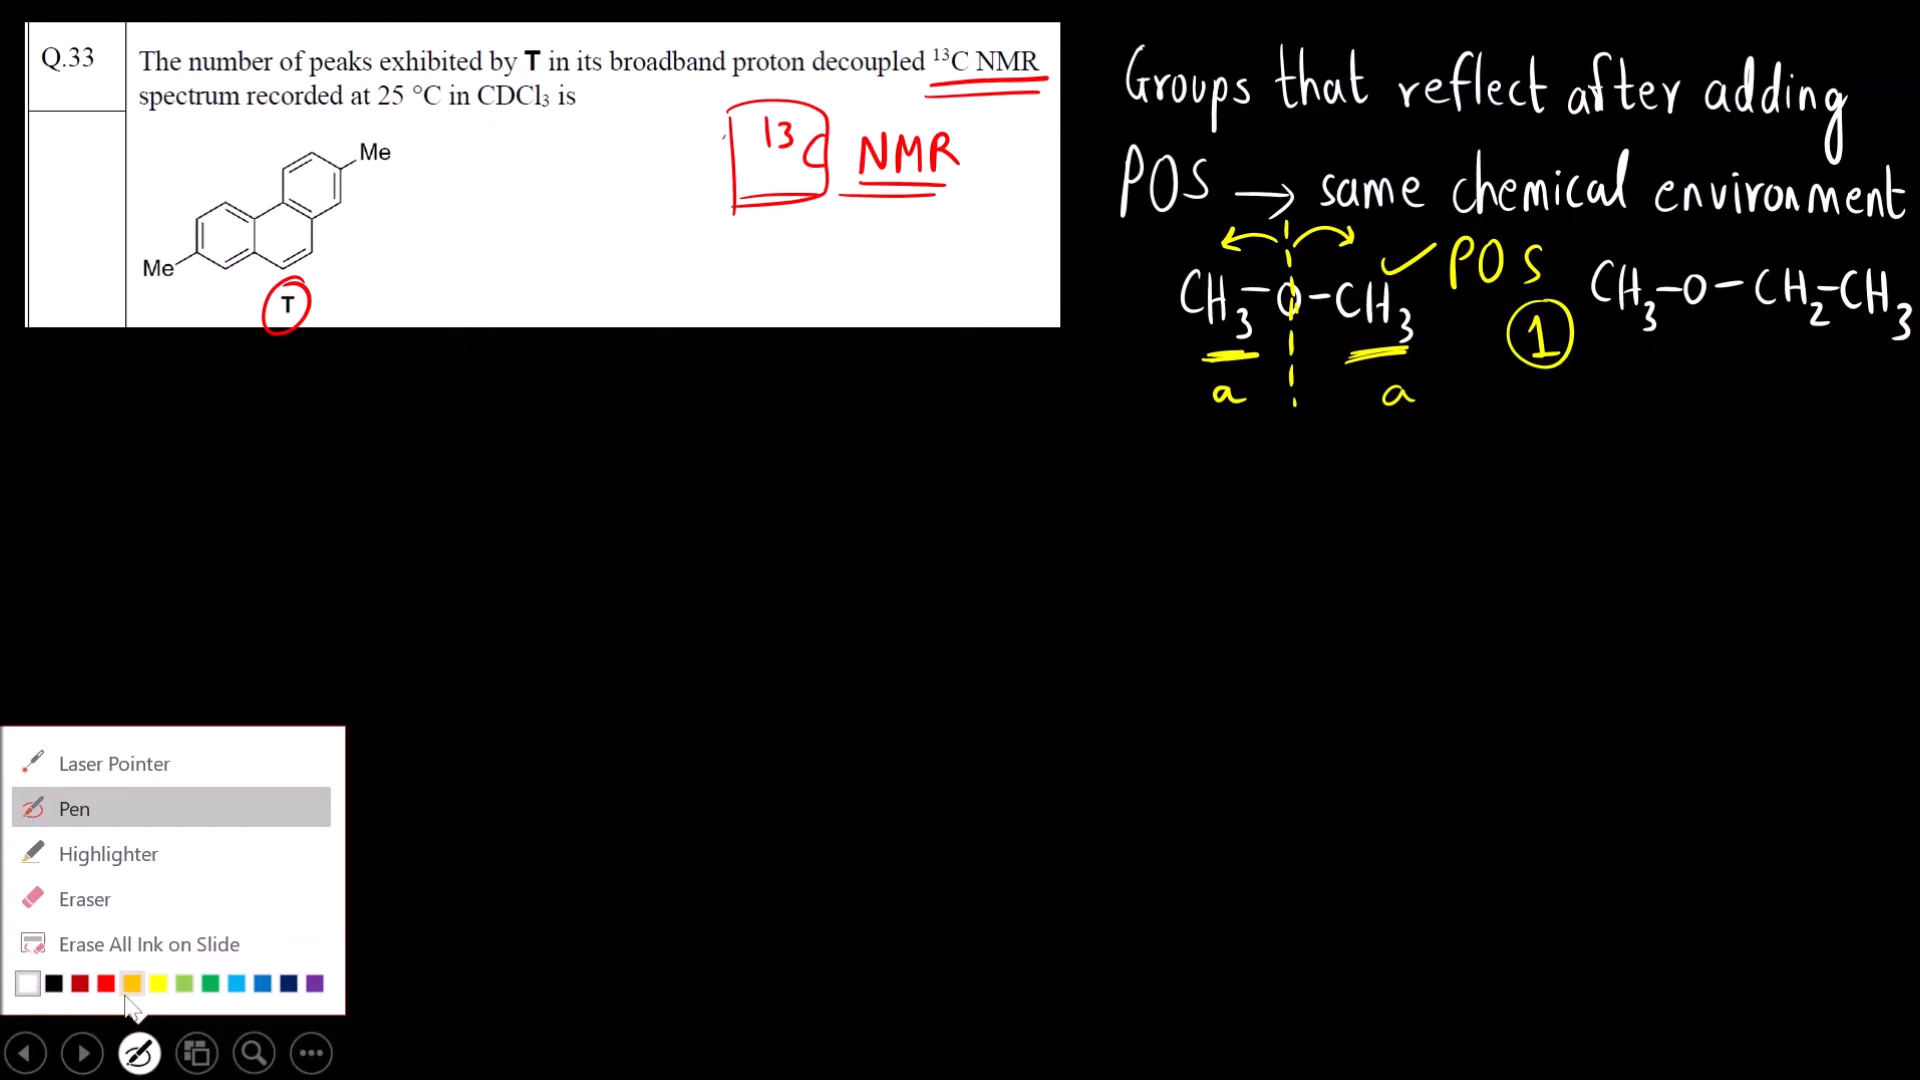 Q.33
The number of peaks exhibited by T in its broadband proton decoupled ¹³C NMR
spectrum recorded at 25 °C in CDCl₃ is
Me
Me
T
¹³C NMR
Groups that reflect after adding
POS → same chemical environment
CH₃-O-CH₃ ✓ POS
a a
1
CH₃-O-CH₂-CH₃
Laser Pointer
Pen
Highlighter
Eraser
Erase All Ink on Slide